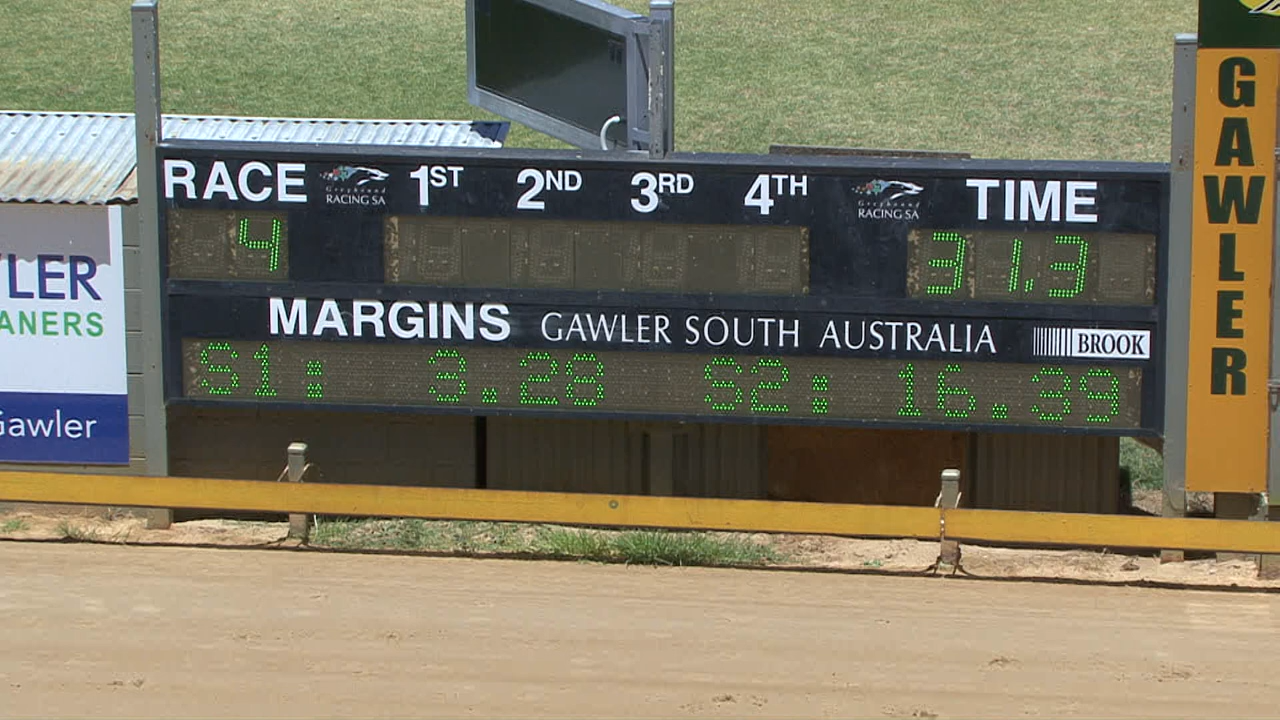 RACE 1ST 2ND 3RD 4TH TIME
Greyhound RACING SA
Greyhound RACING SA
4 31.3
MARGINS GAWLER SOUTH AUSTRALIA BROOK
S1: 3.28 S2: 16.39
LER
ANERS
Gawler
GAWLER